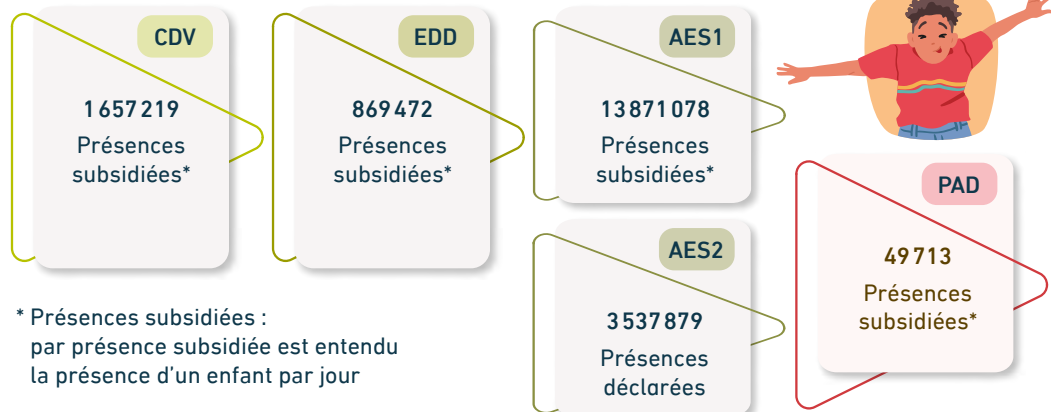 CDV
1 657 219
Présences
subsidiées*
EDD
869 472
Présences
subsidiées*
AES1
13 871 078
Présences
subsidiées*
AES2
3 537 879
Présences
déclarées
PAD
49 713
Présences
subsidiées*
* Présences subsidiées :
par présence subsidiée est entendu
la présence d'un enfant par jour